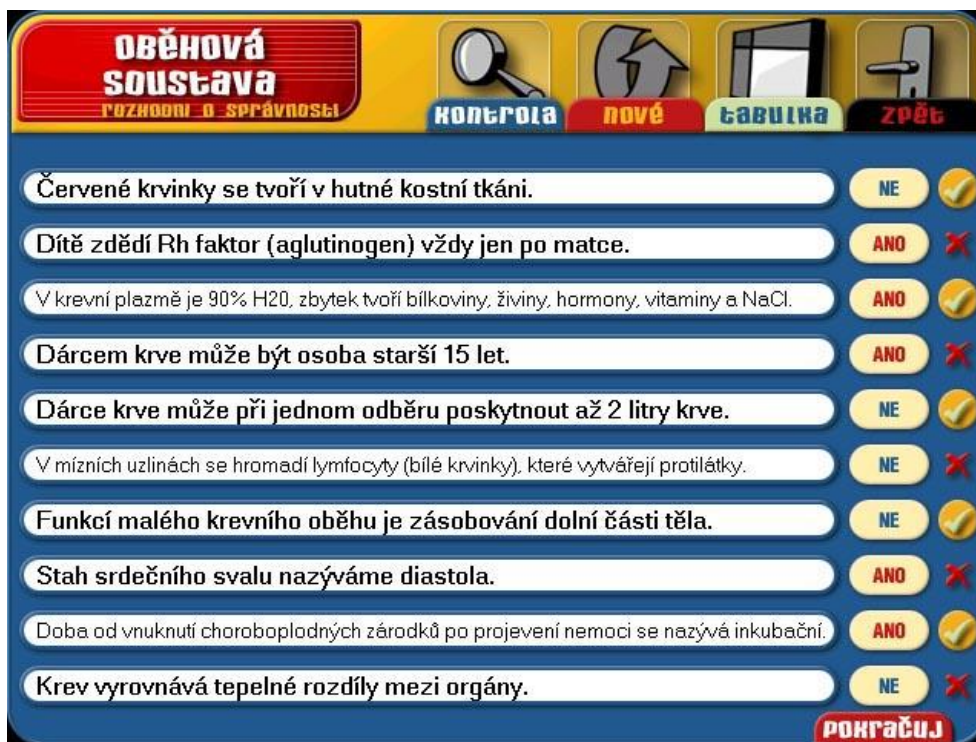 OBĚHOVÁ
SOUSTAVA
ROZHODNI O SPRÁVNOSTI
KONTROLA
NOVÉ
TABULKA
ZPĚT
Červené krvinky se tvoří v hutné kostní tkáni.
NE
Dítě zdědí Rh faktor (aglutinogen) vždy jen po matce.
ANO
V krevní plazmě je 90% H20, zbytek tvoří bílkoviny, živiny, hormony, vitaminy a NaCl.
ANO
Dárcem krve může být osoba starší 15 let.
ANO
Dárce krve může při jednom odběru poskytnout až 2 litry krve.
NE
V mízních uzlinách se hromadí lymfocyty (bílé krvinky), které vytvářejí protilátky.
NE
Funkcí malého krevního oběhu je zásobování dolní části těla.
NE
Stah srdečního svalu nazýváme diastola.
ANO
Doba od vnuknutí choroboplodných zárodků po projevení nemoci se nazývá inkubační.
ANO
Krev vyrovnává tepelné rozdíly mezi orgány.
NE
POKRAČUJ